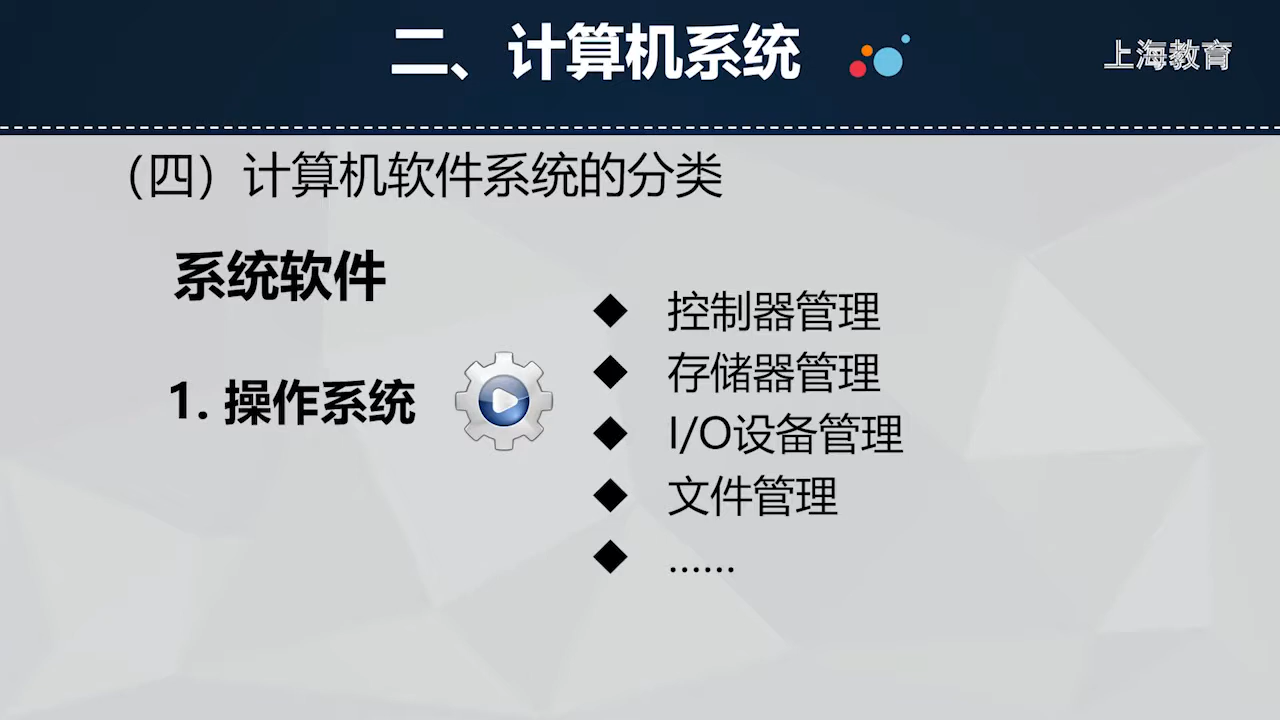 二、计算机系统
上海教育
（四）计算机软件系统的分类
系统软件
1. 操作系统
◆ 控制器管理
◆ 存储器管理
◆ I/O设备管理
◆ 文件管理
◆ ......